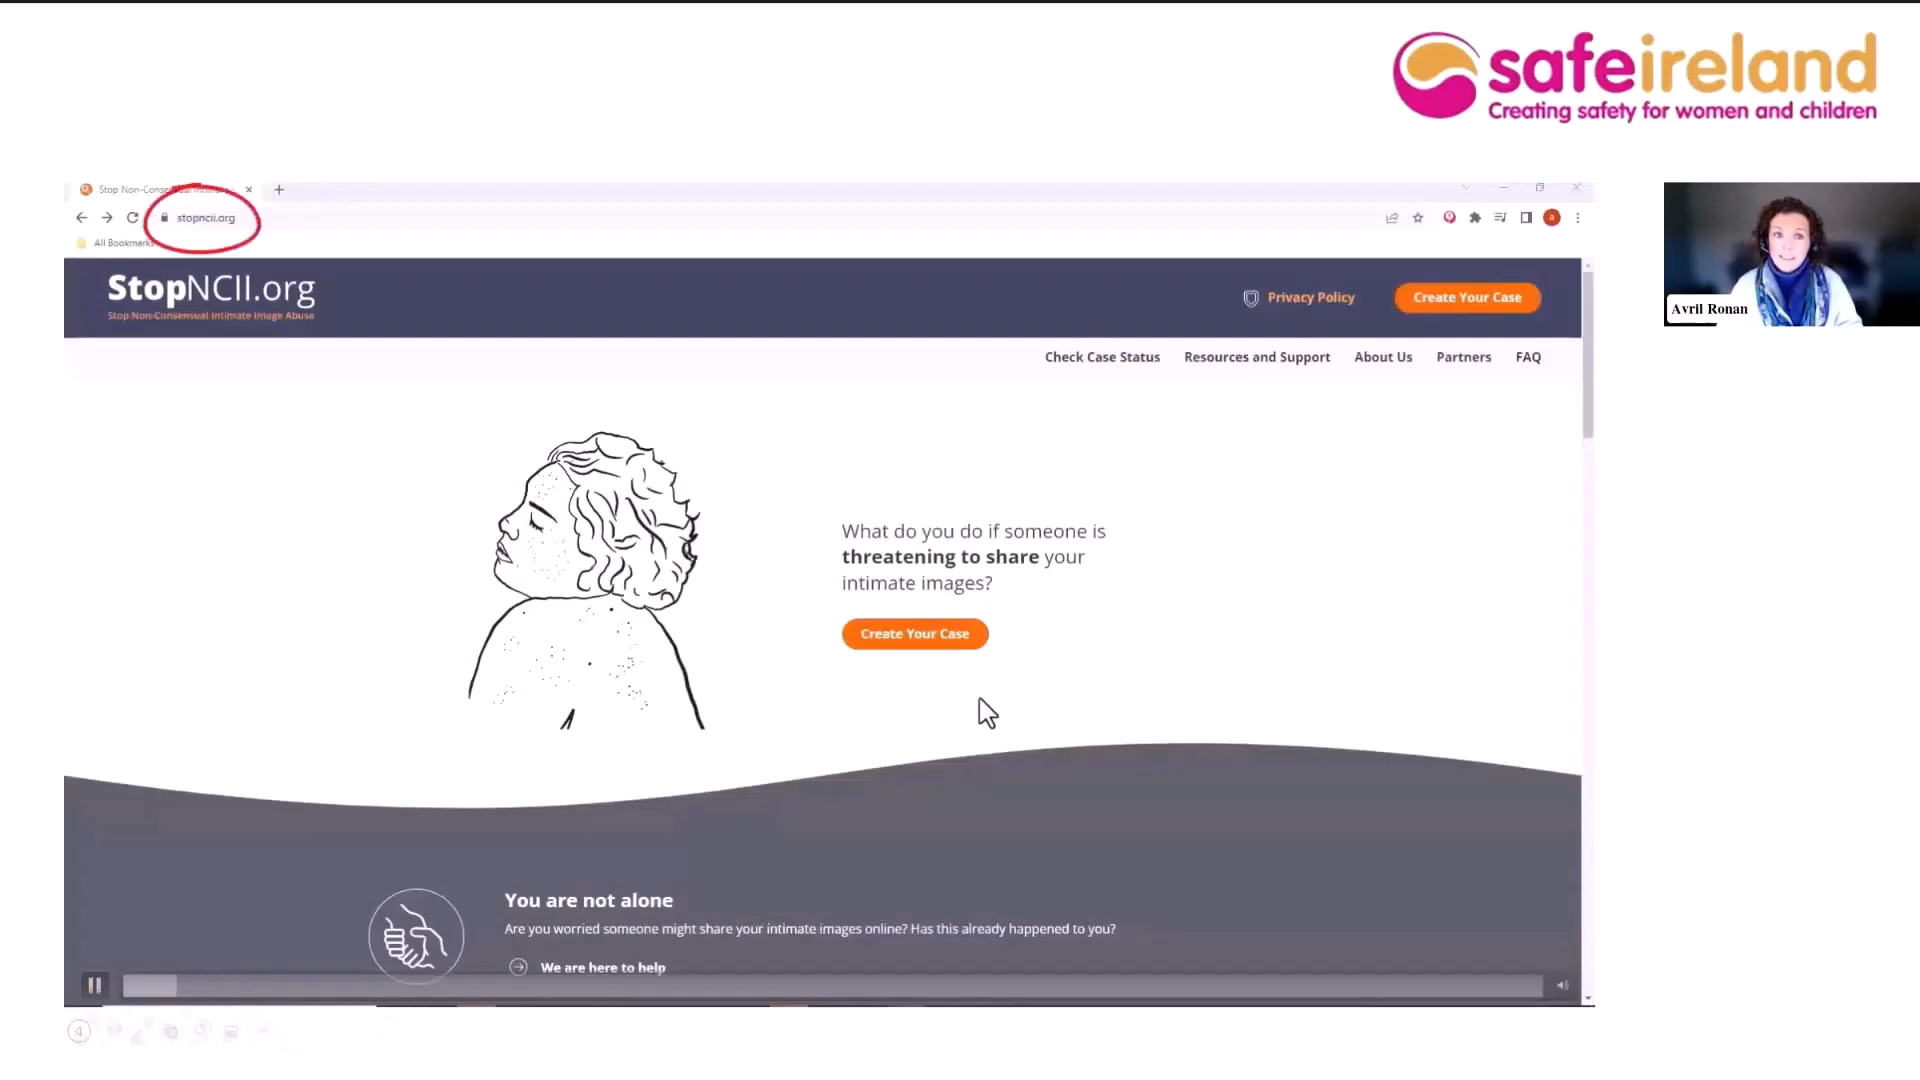 safeireland
Creating safety for women and children
Stop Non-Conse
stopncii.org
All Bookmarks
StopNCII.org
Stop Non-Consensual Intimate Image Abuse
Privacy Policy
Create Your Case
Check Case Status Resources and Support About Us Partners FAQ
What do you do if someone is
threatening to share your
intimate images?
Create Your Case
Avril Ronan
You are not alone
Are you worried someone might share your intimate images online? Has this already happened to you?
We are here to help